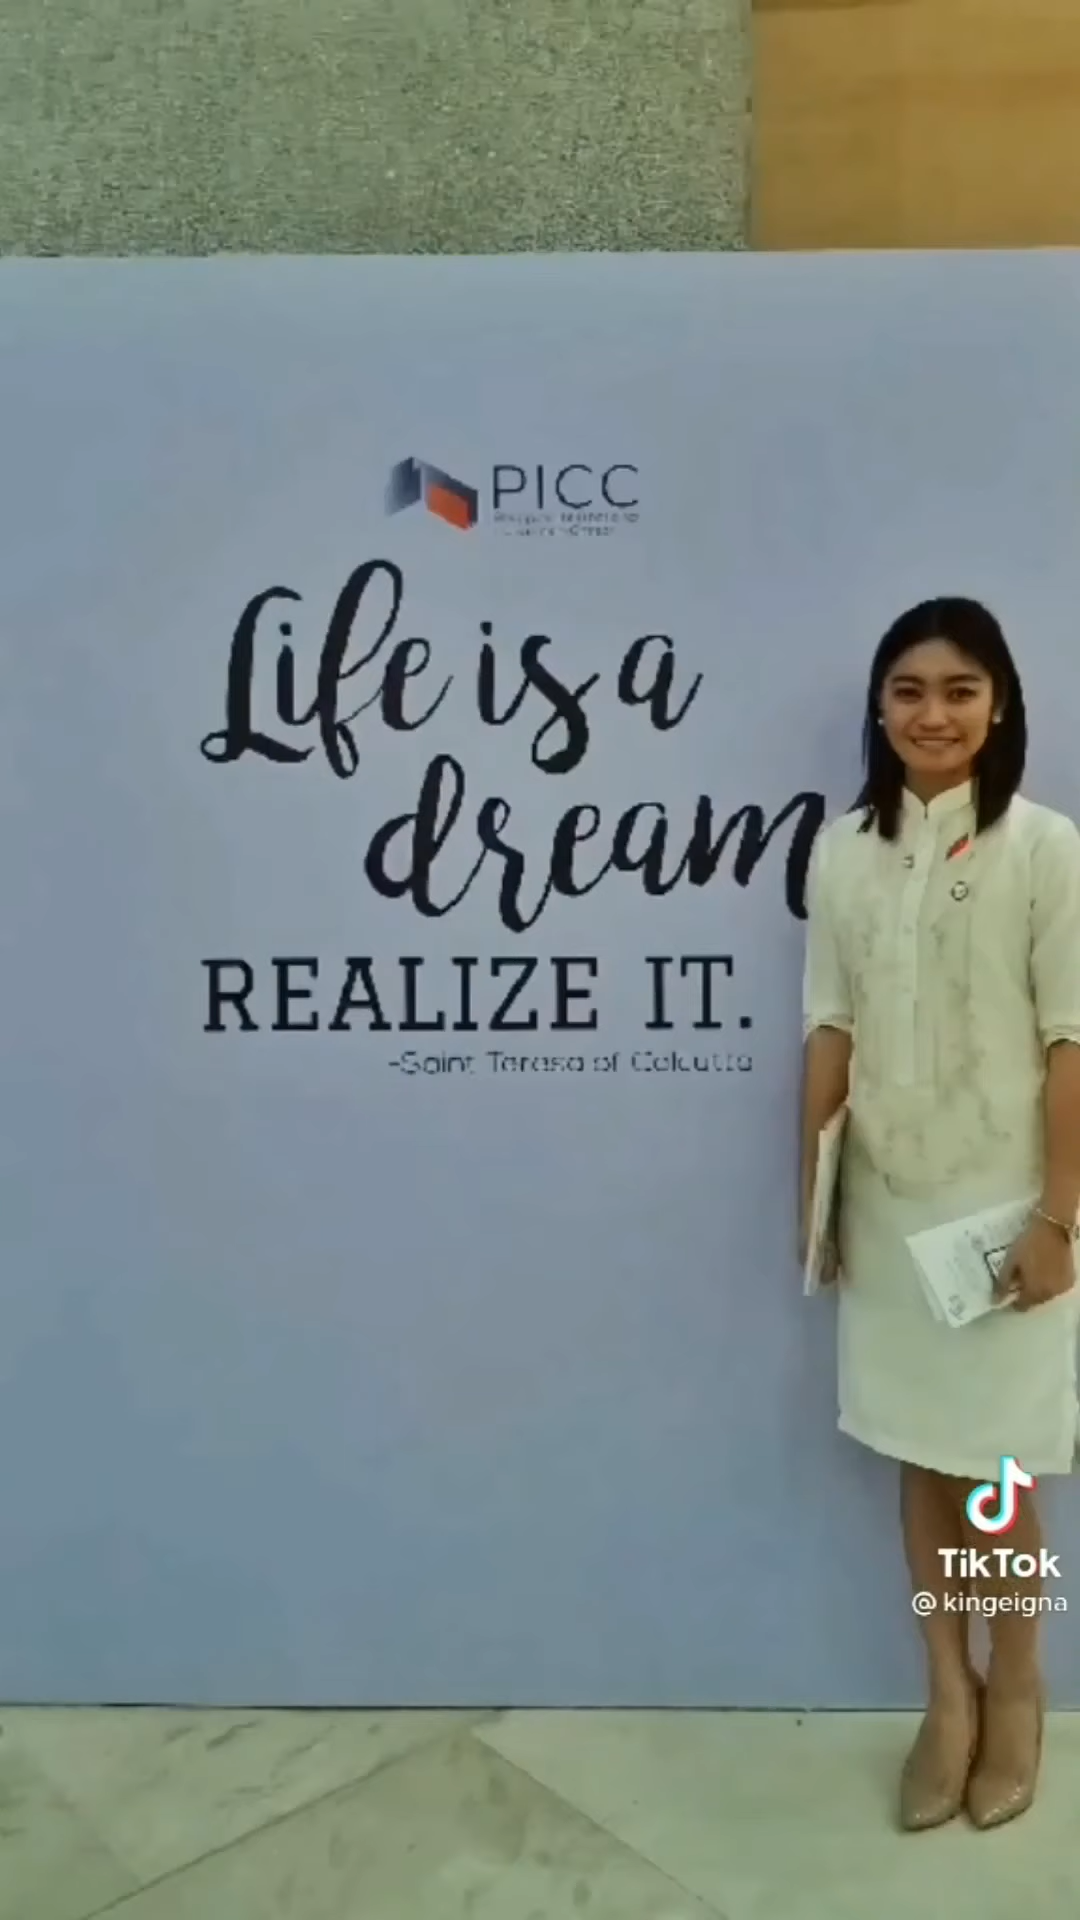 PICC
Life is a
dream
REALIZE IT.
-Saint Teresa of Calcutta
TikTok
@kingeigna